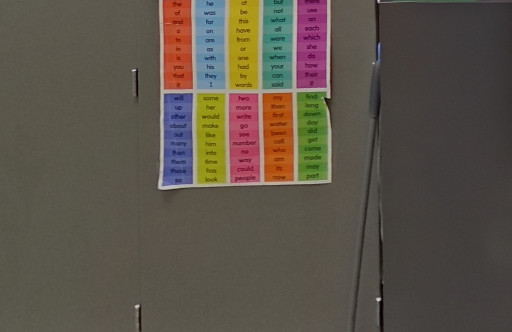 the he at but there
of was be not use
and for this what an
a on have all each
to are from were which
in as or we she
is with one when do
you his had your how
that they by can their
it I words said if
will some two my find
up her more than long
other would write first down
about make go water day
out like see been did
many him number call get
then into no who come
them time way am made
these has could its may
so look people now part